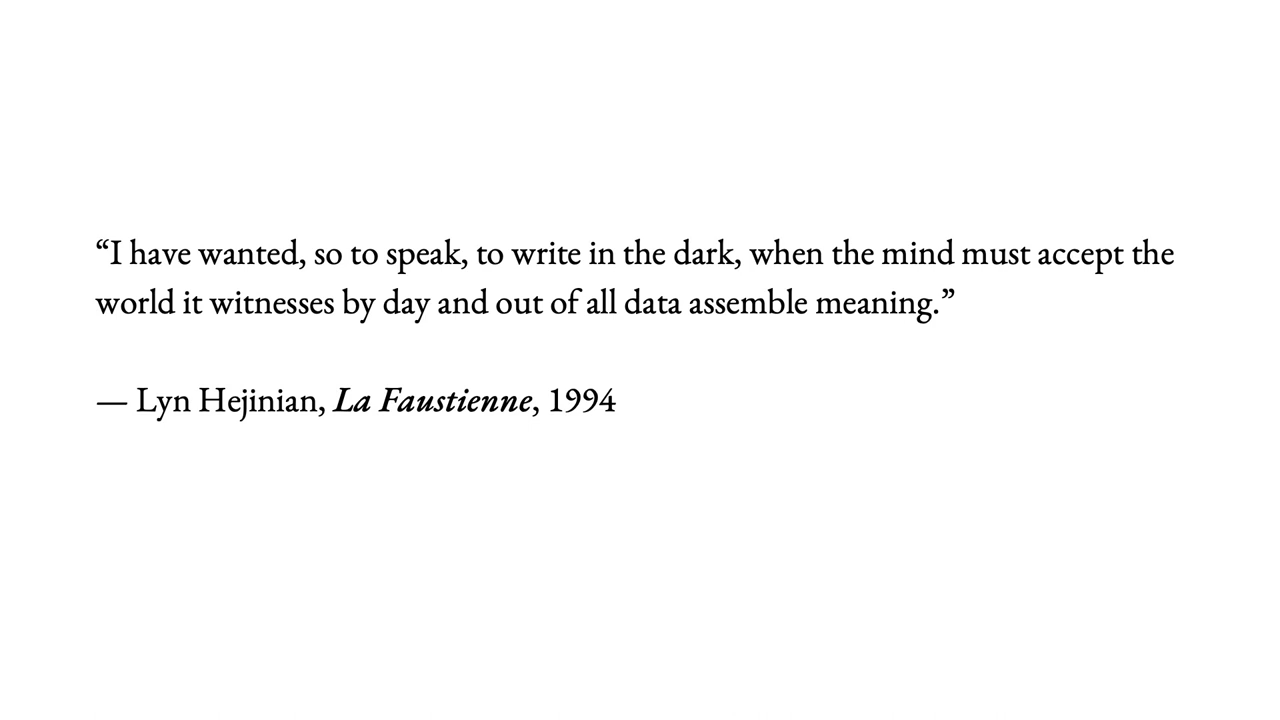 “I have wanted, so to speak, to write in the dark, when the mind must accept the
world it witnesses by day and out of all data assemble meaning.”
— Lyn Hejinian, La Faustienne, 1994